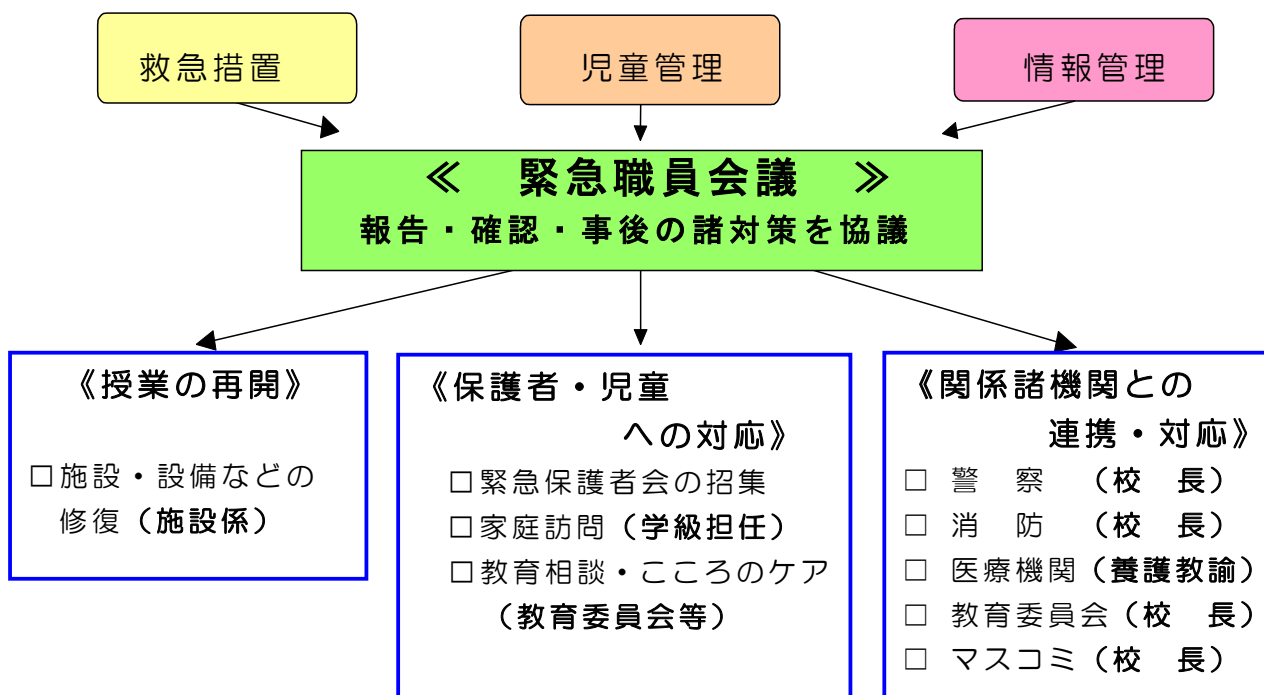 救急措置
児童管理
情報管理
≪　緊急職員会議　≫
報告・確認・事後の諸対策を協議
《授業の再開》
□施設・設備などの
修復（施設係）
《保護者・児童
への対応》
□緊急保護者会の招集
□家庭訪問（学級担任）
□教育相談・こころのケア
（教育委員会等）
《関係諸機関との
連携・対応》
□　警　察　（校　長）
□　消　防　（校　長）
□　医療機関（養護教諭）
□　教育委員会（校　長）
□　マスコミ（校　長）